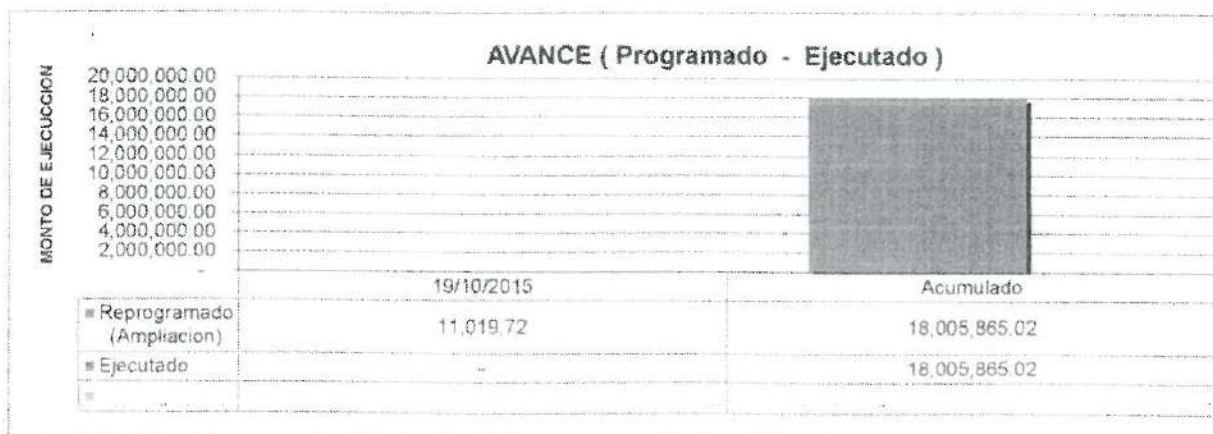 AVANCE ( Programado - Ejecutado )
MONTO DE EJECUCCION
20,000,000.00
18,000,000.00
16,000,000.00
14,000,000.00
12,000,000.00
10,000,000.00
8,000,000.00
6,000,000.00
4,000,000.00
2,000,000.00
-
19/10/2015 Acumulado
Reprogramado 11,019.72 18,005,865.02
(Ampliacion)
Ejecutado - 18,005,865.02